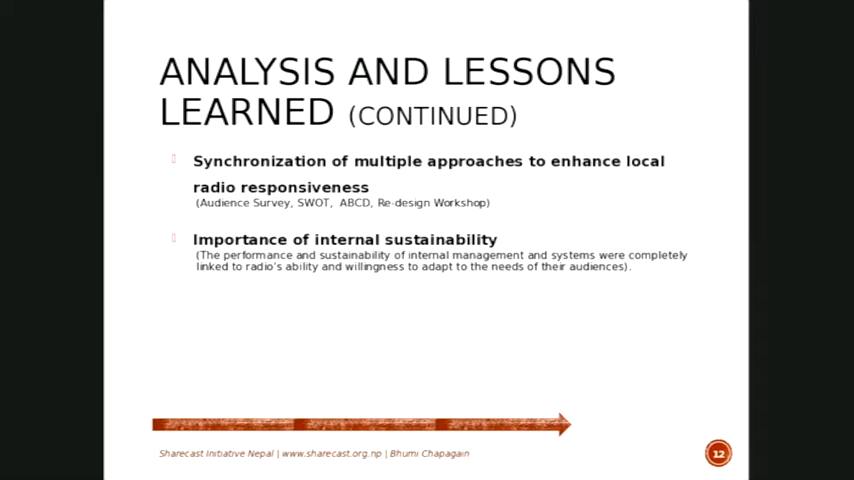 ANALYSIS AND LESSONS
LEARNED (CONTINUED)
Synchronization of multiple approaches to enhance local
radio responsiveness
(Audience Survey, SWOT, ABCD, Re-design Workshop)
Importance of internal sustainability
(The performance and sustainability of internal management and systems were completely
linked to radio's ability and willingness to adapt to the needs of their audiences).
Sharecast Initiative Nepal | www.sharecast.org.np | Bhumi Chapagain
12